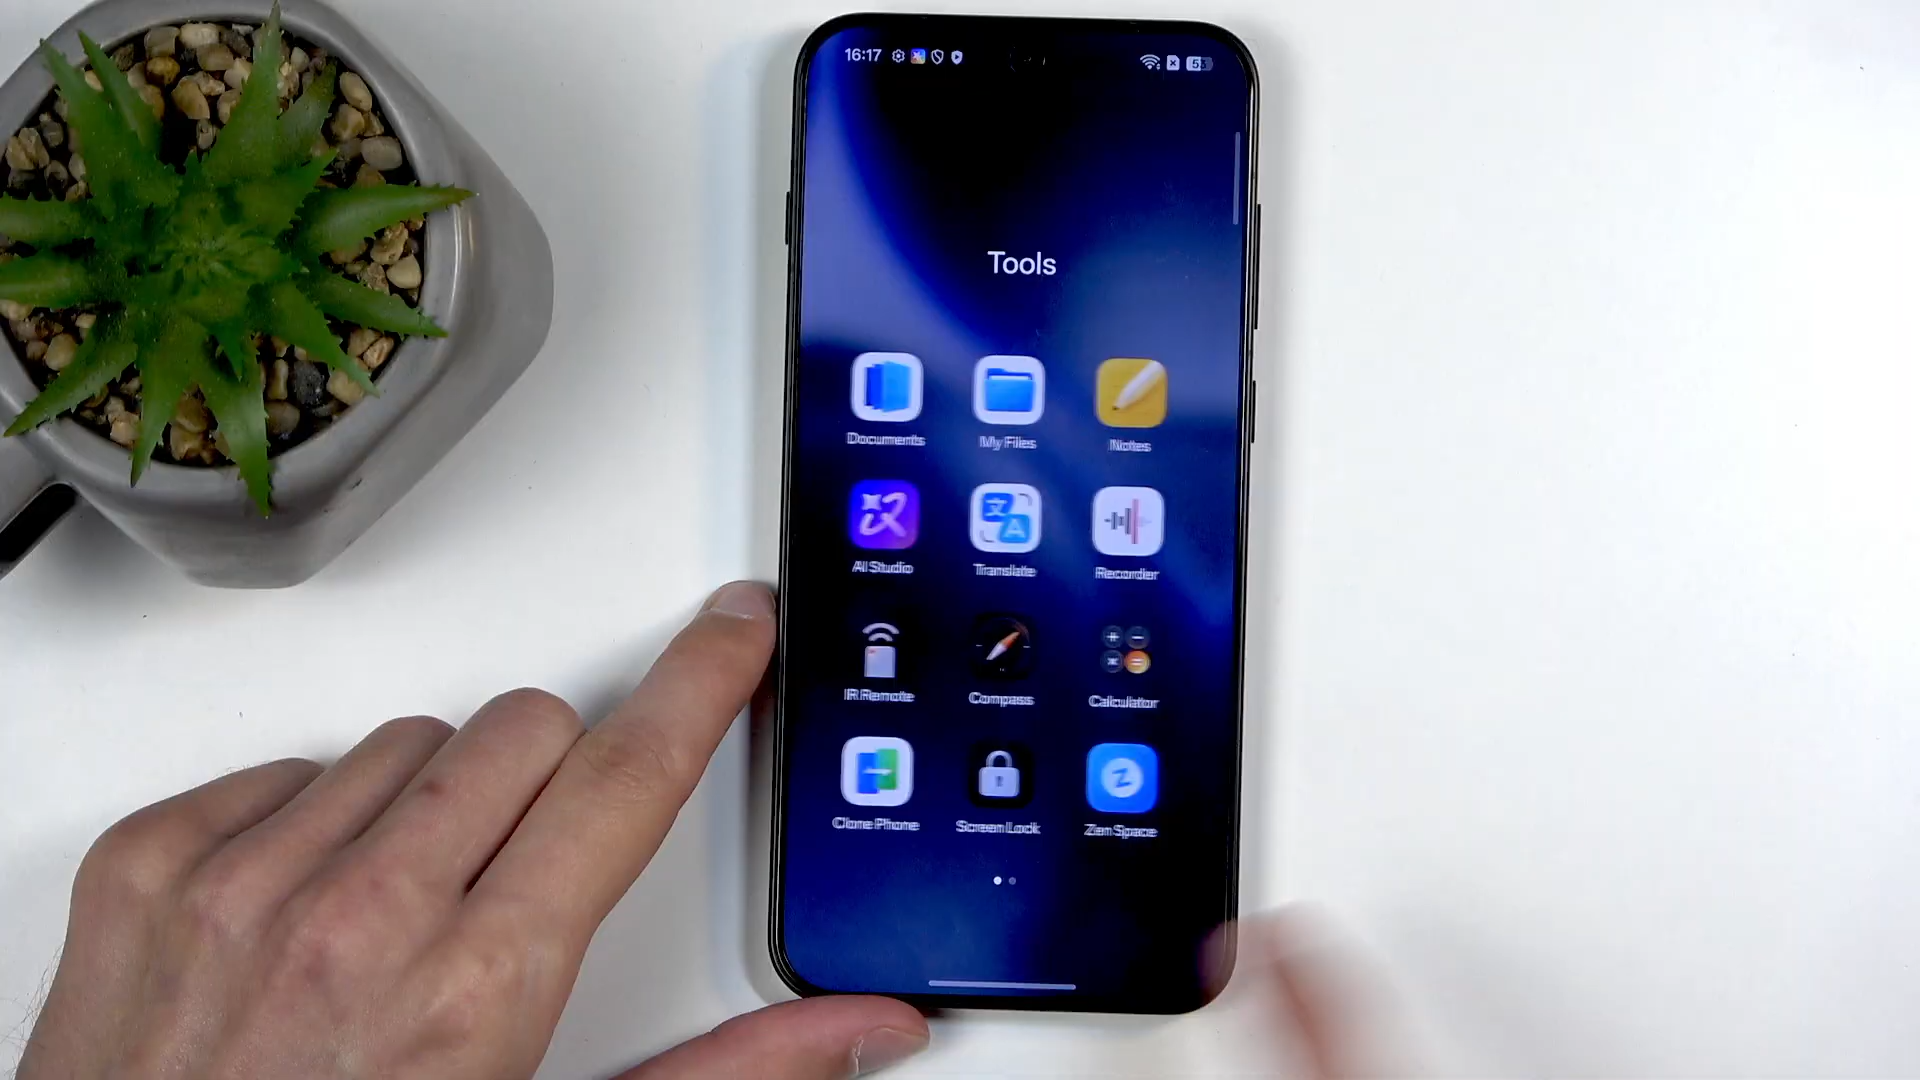 16:17 53
Tools
Documents My Files Notes
AI Studio Translate Recorder
IR Remote Compass Calculator
Clone Phone Screen Lock Zen Space